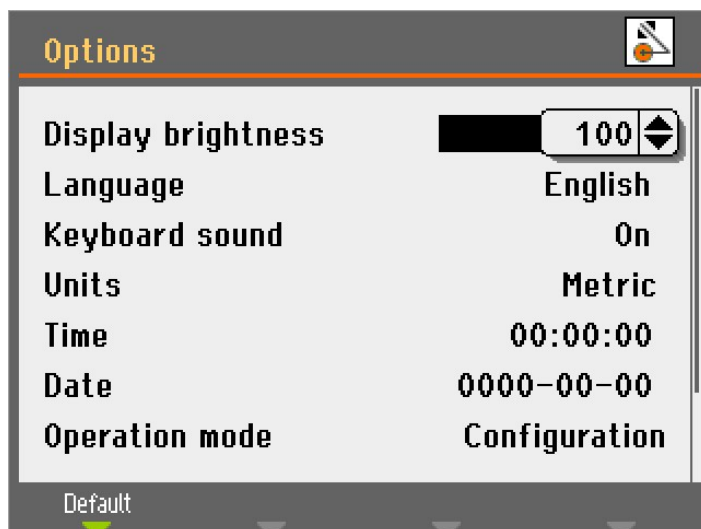 Options
Display brightness 100
Language English
Keyboard sound On
Units Metric
Time 00:00:00
Date 0000-00-00
Operation mode Configuration
Default